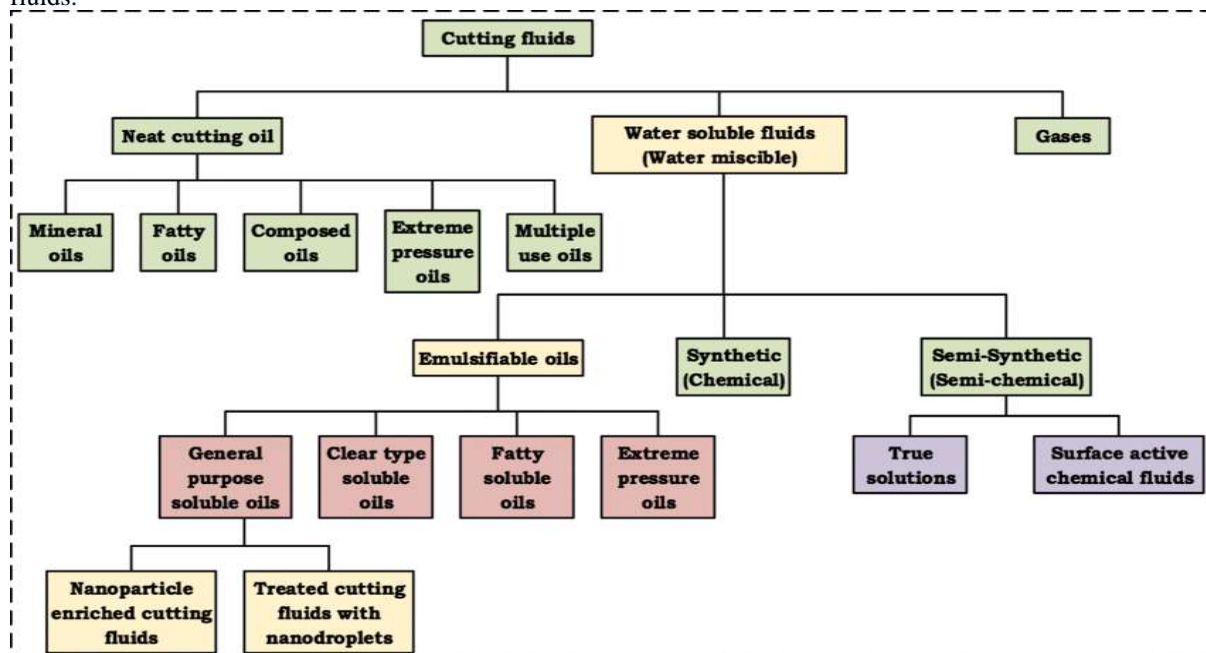 fluids.
Cutting fluids
Neat cutting oil
Water soluble fluids
(Water miscible)
Gases
Mineral
oils
Fatty
oils
Composed
oils
Extreme
pressure
oils
Multiple
use oils
Emulsifiable oils
Synthetic
(Chemical)
Semi-Synthetic
(Semi-chemical)
General
purpose
soluble oils
Clear type
soluble
oils
Fatty
soluble
oils
Extreme
pressure
oils
True
solutions
Surface active
chemical fluids
Nanoparticle
enriched cutting
fluids
Treated cutting
fluids with
nanodroplets